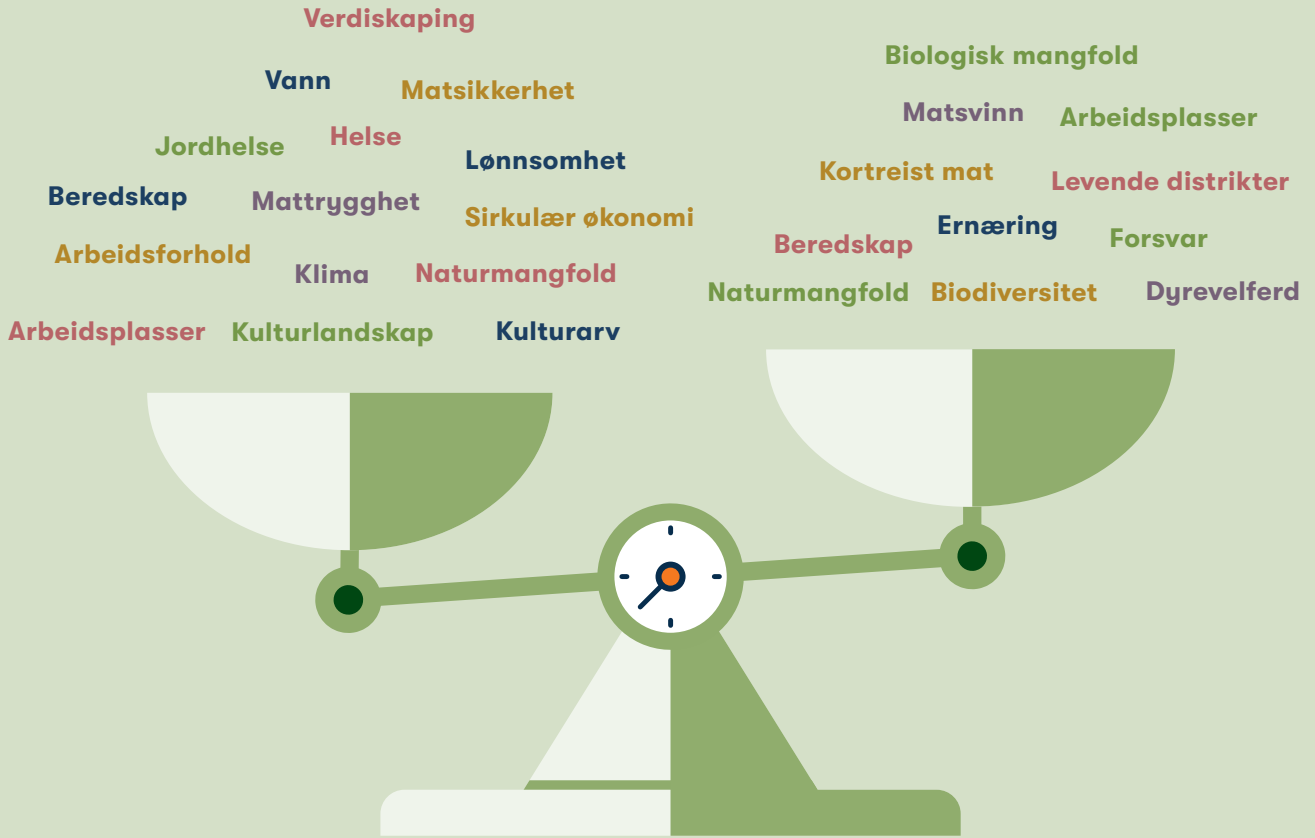 Verdiskaping
Vann
Matsikkerhet
Helse
Jordhelse
Lønnsomhet
Beredskap
Mattrygghet
Sirkulær økonomi
Arbeidsforhold
Klima
Naturmangfold
Arbeidsplasser
Kulturlandskap
Kulturarv
Biologisk mangfold
Matsvinn
Arbeidsplasser
Kortreist mat
Levende distrikter
Ernæring
Beredskap
Forsvar
Naturmangfold
Biodiversitet
Dyrevelferd